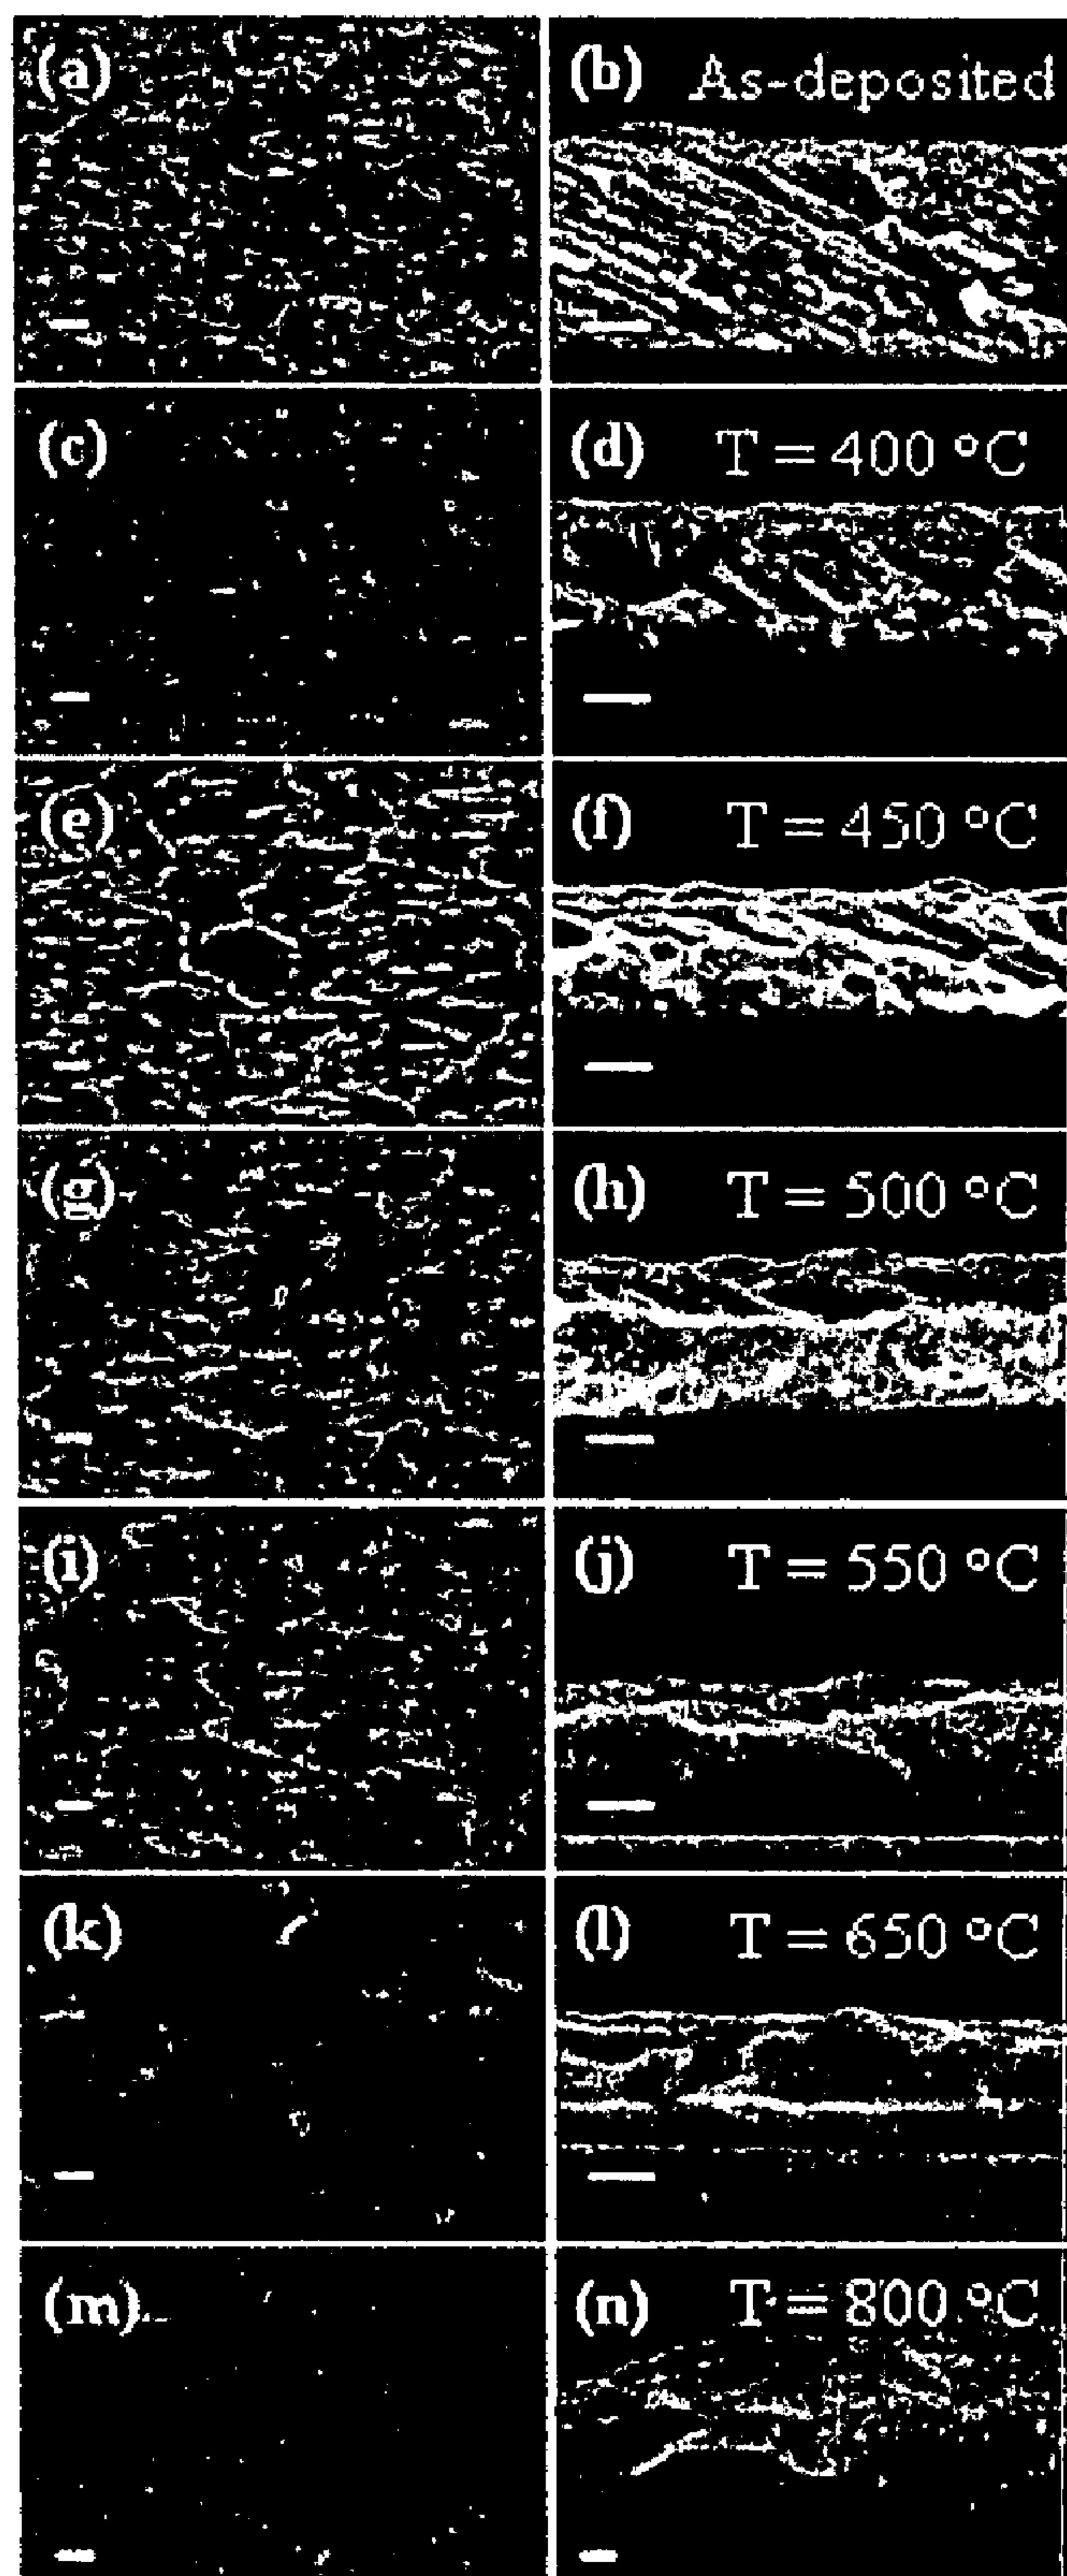 (a)
(b) As-deposited
(c)
(d) T = 400 °C
(e)
(f) T = 450 °C
(g)
(h) T = 500 °C
(i)
(j) T = 550 °C
(k)
(l) T = 650 °C
(m)
(n) T = 800 °C